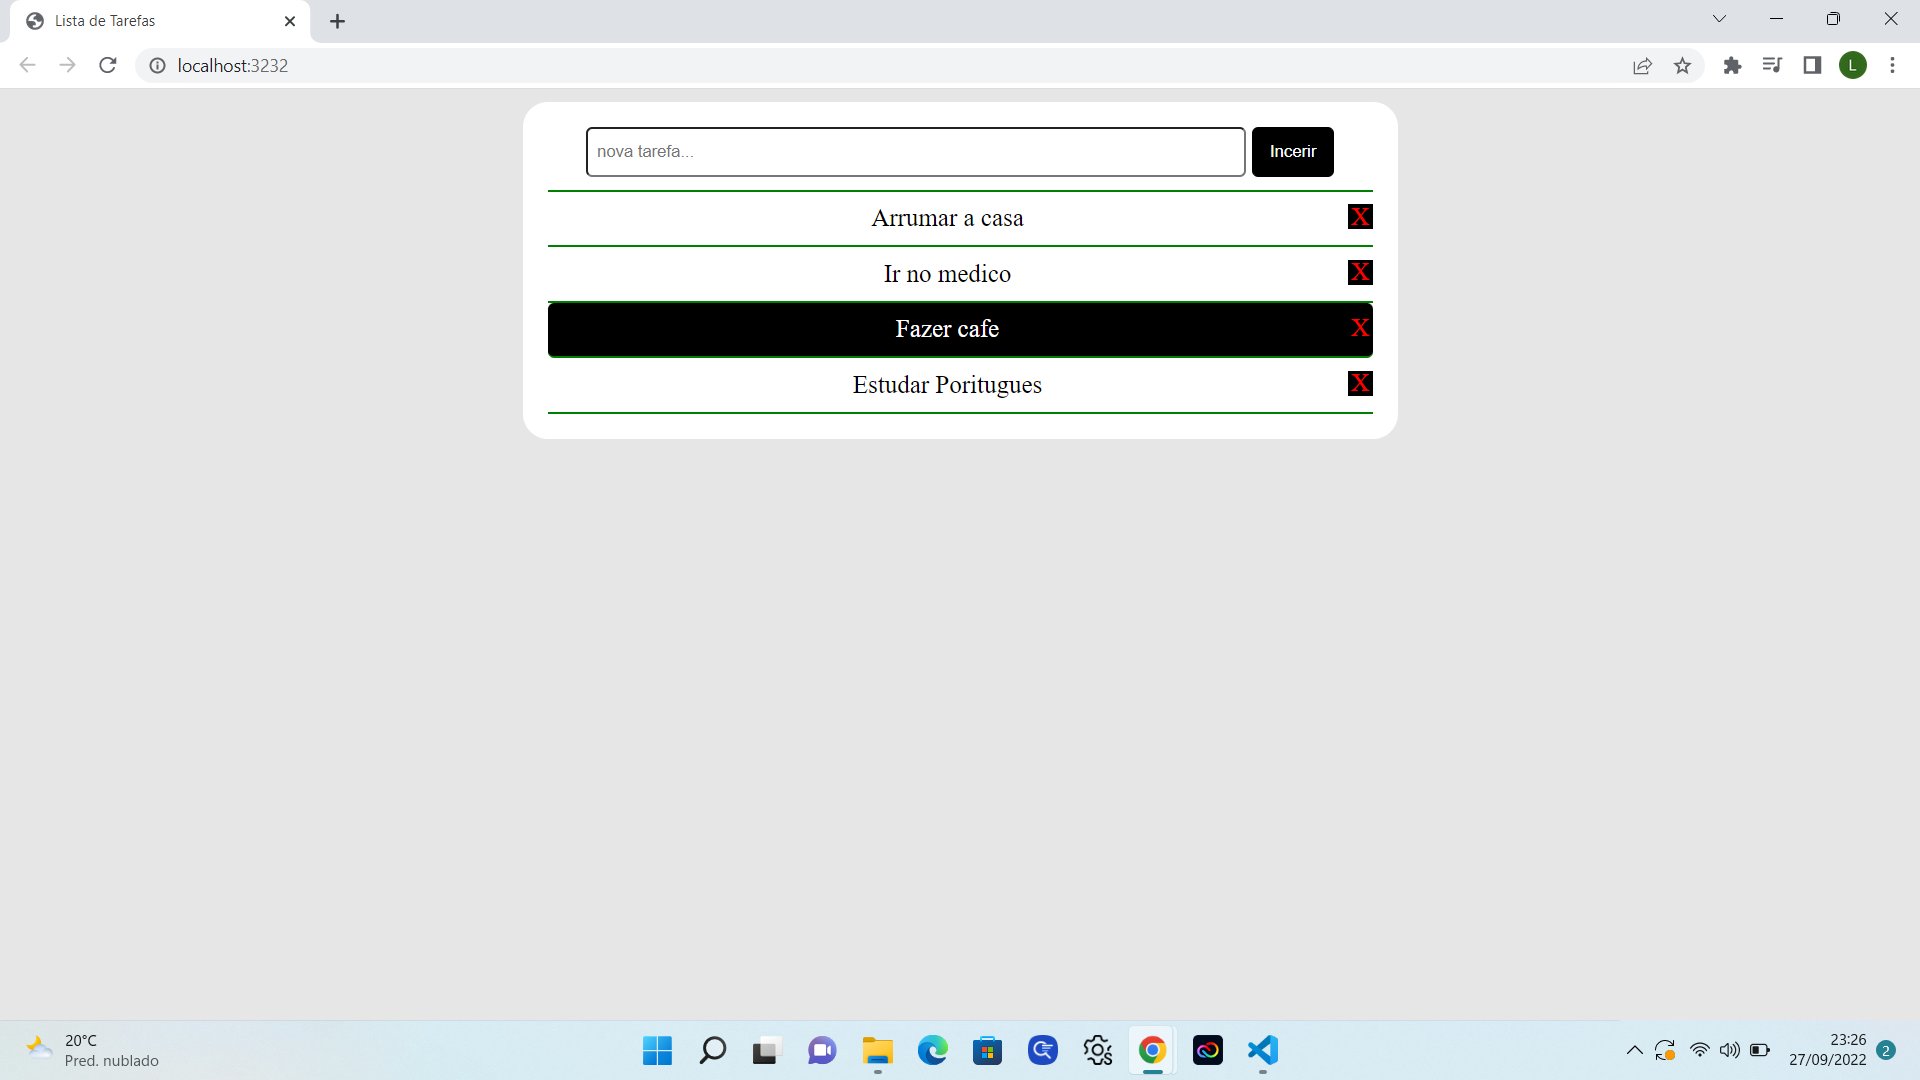 Lista de Tarefas
localhost:3232
L
nova tarefa...
Incerir
Arrumar a casa
X
Ir no medico
X
Fazer cafe
X
Estudar Poritugues
X
20°C
Pred. nublado
23:26
27/09/2022
2